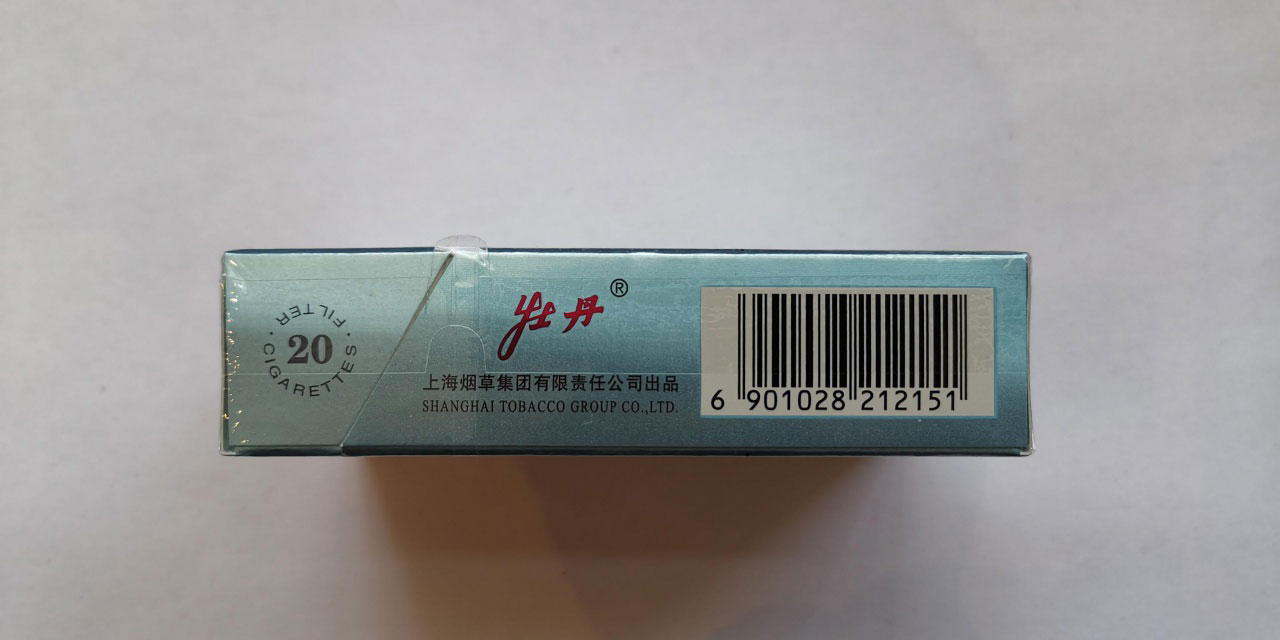 FILTER
20
CIGARETTES
牡丹®
上海烟草集团有限责任公司出品
SHANGHAI TOBACCO GROUP CO.,LTD.
6 901028 212151